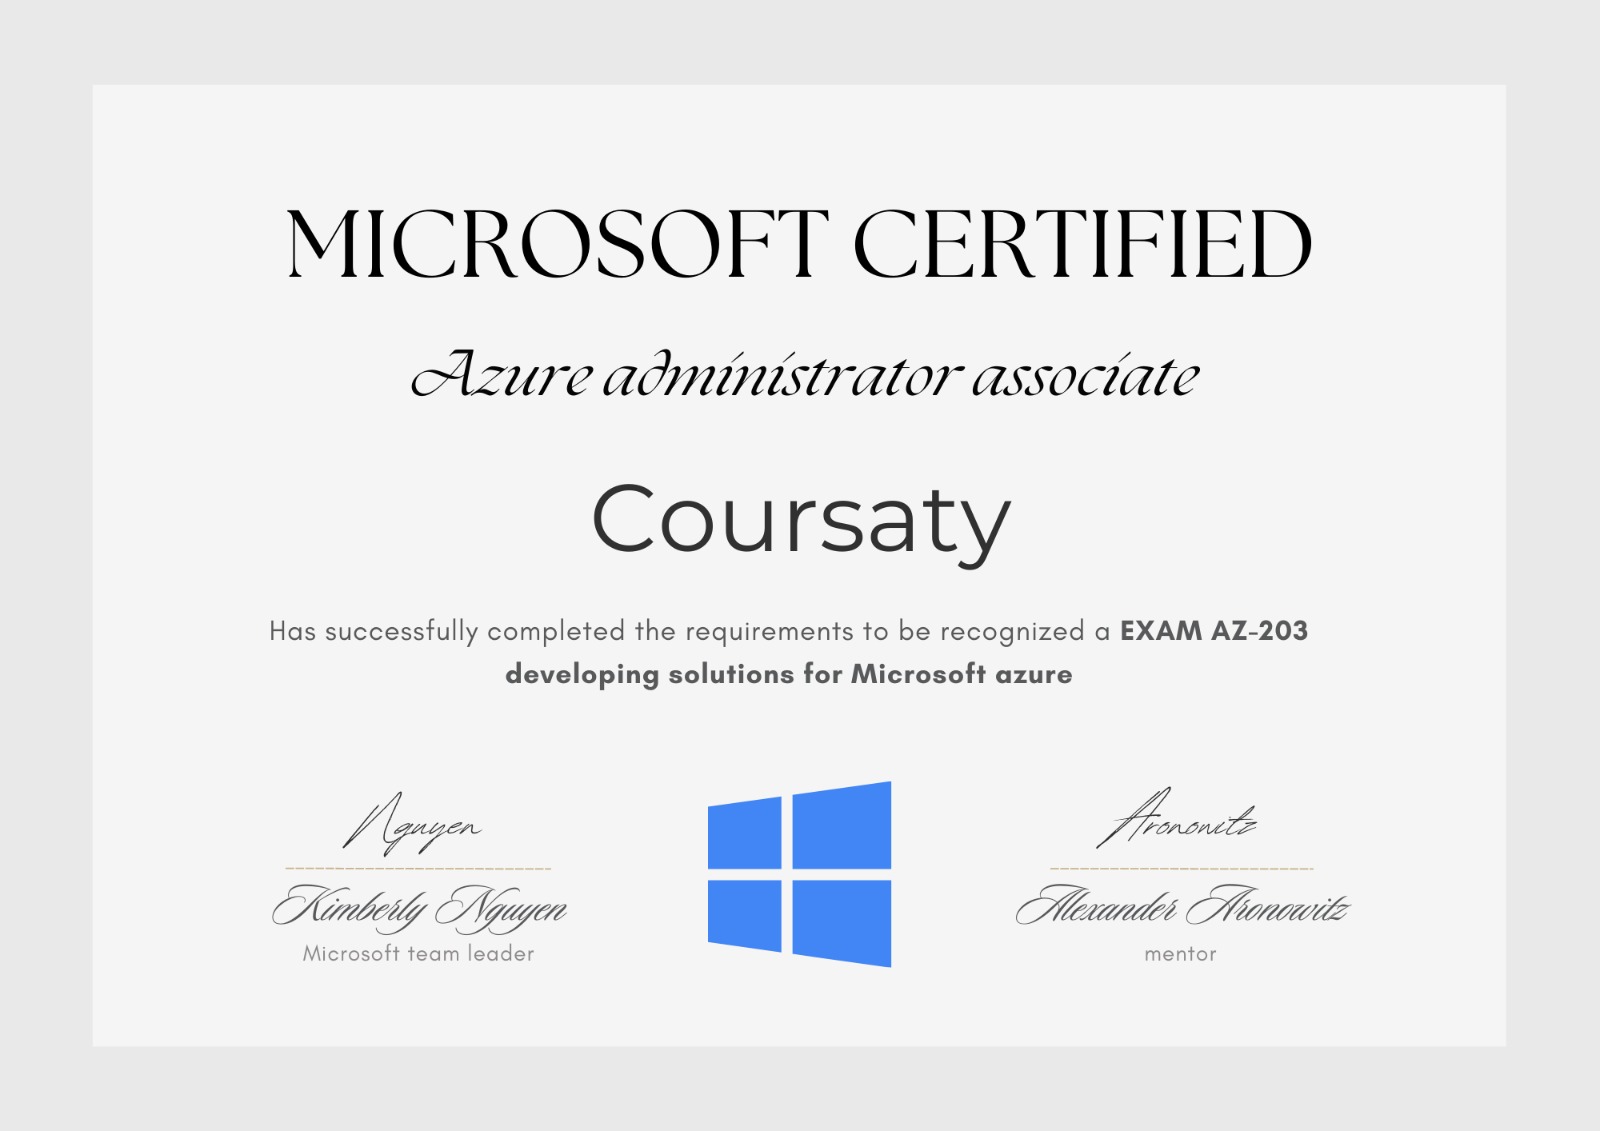 MICROSOFT CERTIFIED
Azure administrator associate
Coursaty
Has successfully completed the requirements to be recognized a EXAM AZ-203
developing solutions for Microsoft azure
Nguyen
Aronowitz
Kimberly Nguyen
Alexander Aronowitz
Microsoft team leader
mentor